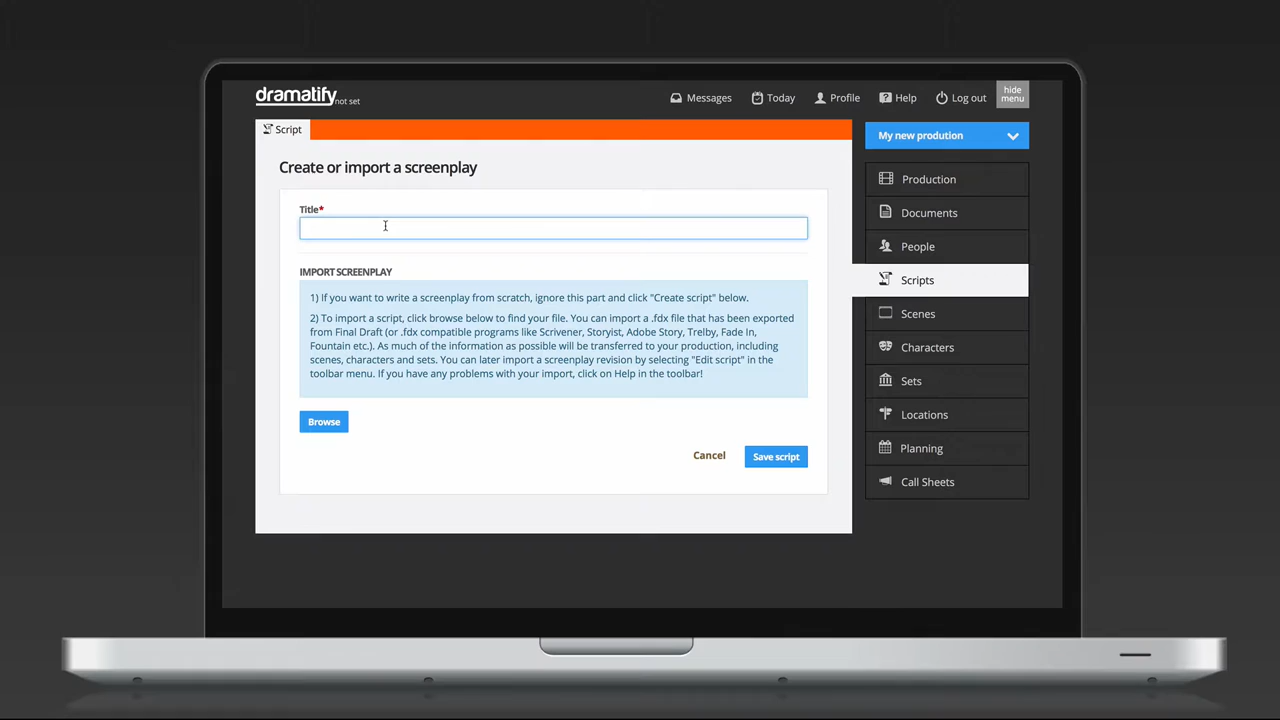 dramatify not set
Messages Today Profile Help Log out hide menu
Script
My new prodution
Create or import a screenplay
Title*
IMPORT SCREENPLAY
1) If you want to write a screenplay from scratch, ignore this part and click "Create script" below.
2) To import a script, click browse below to find your file. You can import a .fdx file that has been exported
from Final Draft (or .fdx compatible programs like Scrivener, Storyist, Adobe Story, Trelby, Fade In,
Fountain etc.). As much of the information as possible will be transferred to your production, including
scenes, characters and sets. You can later import a screenplay revision by selecting "Edit script" in the
toolbar menu. If you have any problems with your import, click on Help in the toolbar!
Browse
Cancel Save script
Production
Documents
People
Scripts
Scenes
Characters
Sets
Locations
Planning
Call Sheets